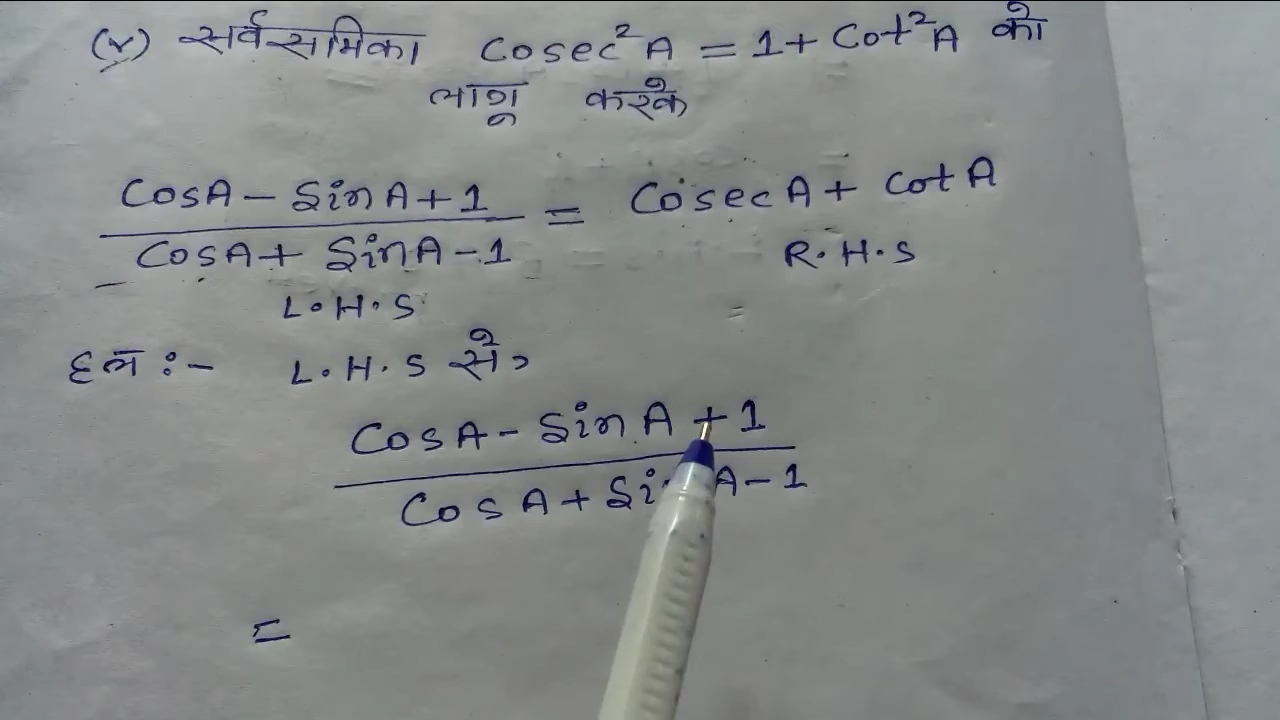 (v) सर्वसमिका Cosec²A = 1 + Cot²A को
लागू करके
CosA - SinA + 1 / CosA + SinA - 1 = CosecA + cotA
L.H.S R.H.S
हल :- L.H.S से,
CosA - SinA + 1
CosA + Sin A - 1
=